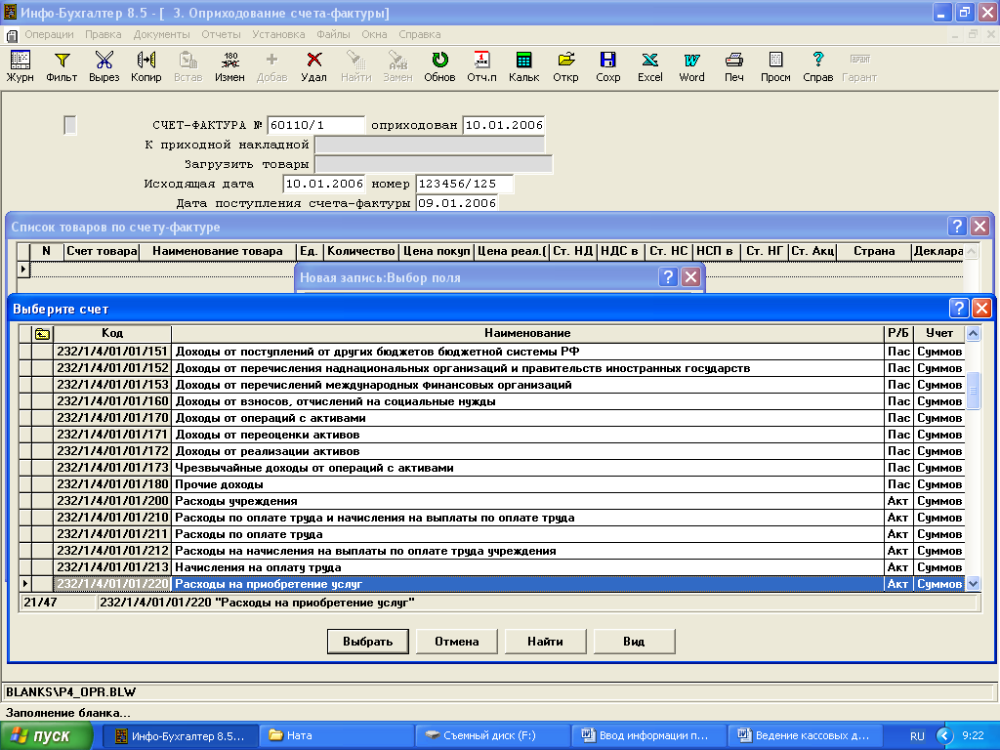 Инфо-Бухгалтер 8.5 - [ 3. Оприходование счета-фактуры]
Операции Правка Документы Отчеты Установка Файлы Окна Справка
Журн Фильт Вырез Копир Встав Измен Добав Удал Найти Замен Обнов Отч.п Кальк Откр Сохр Excel Word Печ Просм Справ Гарант
СЧЕТ-ФАКТУРА № 60110/1 оприходован 10.01.2006
К приходной накладной
Загрузить товары
Исходящая дата 10.01.2006 номер 123456/125
Дата поступления счета-фактуры 09.01.2006
Список товаров по счету-фактуре
N Счет товара Наименование товара Ед. Количество Цена покуп Цена реал.( Ст. НД НДС в Ст. НС НСП в Ст. НГ Ст. Акц Страна Деклара
Новая запись:Выбор поля
Выберите счет
Код Наименование Р/Б Учет
232/1/4/01/01/151 Доходы от поступлений от других бюджетов бюджетной системы РФ Пас Суммов
232/1/4/01/01/152 Доходы от перечисления наднациональных организаций и правительств иностранных государств Пас Суммов
232/1/4/01/01/153 Доходы от перечислений международных финансовых организаций Пас Суммов
232/1/4/01/01/160 Доходы от взносов, отчислений на социальные нужды Пас Суммов
232/1/4/01/01/170 Доходы от операций с активами Пас Суммов
232/1/4/01/01/171 Доходы от переоценки активов Пас Суммов
232/1/4/01/01/172 Доходы от реализации активов Пас Суммов
232/1/4/01/01/173 Чрезвычайные доходы от операций с активами Пас Суммов
232/1/4/01/01/180 Прочие доходы Пас Суммов
232/1/4/01/01/200 Расходы учреждения Акт Суммов
232/1/4/01/01/210 Расходы по оплате труда и начисления на выплаты по оплате труда Акт Суммов
232/1/4/01/01/211 Расходы по оплате труда Акт Суммов
232/1/4/01/01/212 Расходы на начисления на выплаты по оплате труда учреждения Акт Суммов
232/1/4/01/01/213 Начисления на оплату труда Акт Суммов
232/1/4/01/01/220 Расходы на приобретение услуг Акт Суммов
21/47 232/1/4/01/01/220 "Расходы на приобретение услуг"
Выбрать Отмена Найти Вид
BLANKS\P4_OPR.BLW
Заполнение бланка...
пуск Инфо-Бухгалтер 8.5... Ната Съемный диск (F:) Ввод информации п... Ведение кассовых д... RU 9:22